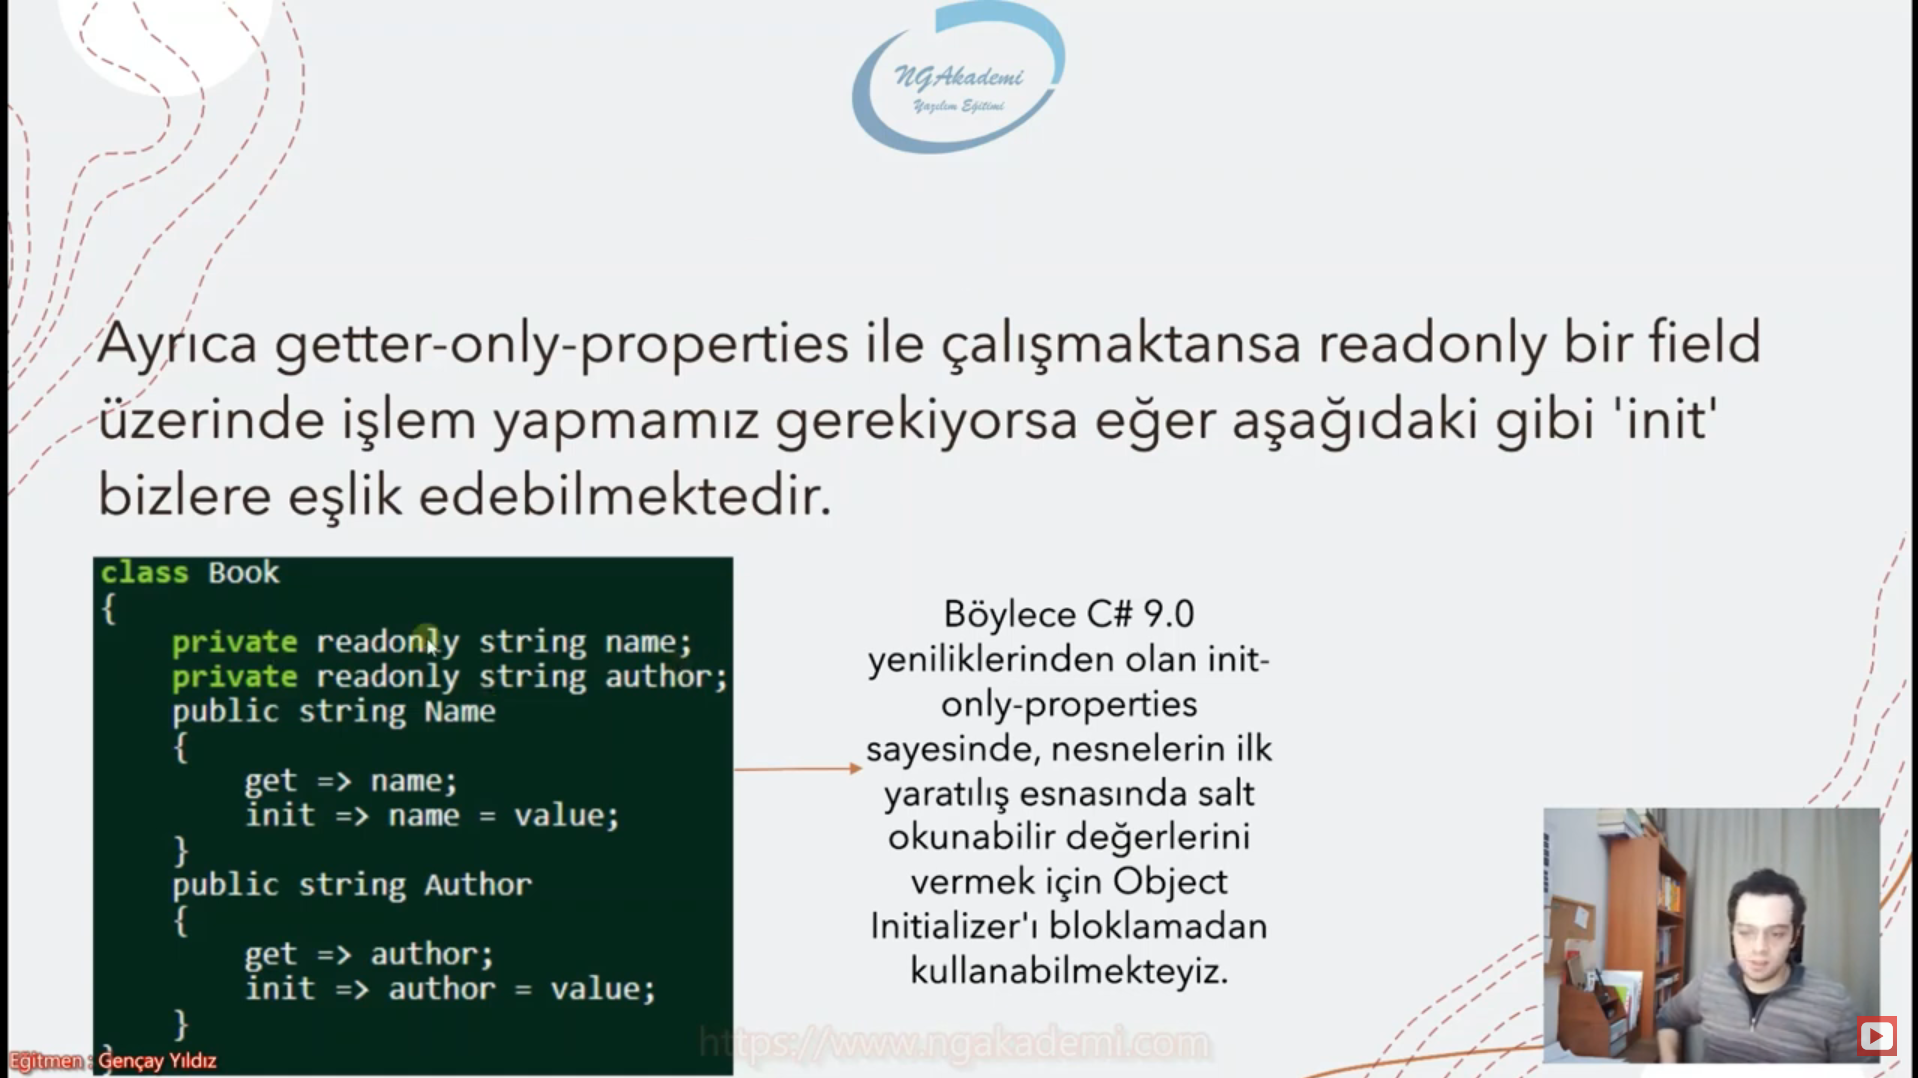 NGAkademi
Yazılım Eğitimi
Ayrıca getter-only-properties ile çalışmaktansa readonly bir field
üzerinde işlem yapmamız gerekiyorsa eğer aşağıdaki gibi 'init'
bizlere eşlik edebilmektedir.
class Book
{
private readonly string name;
private readonly string author;
public string Name
{
get => name;
init => name = value;
}
public string Author
{
get => author;
init => author = value;
}
}
Böylece C# 9.0
yeniliklerinden olan init-
only-properties
sayesinde, nesnelerin ilk
yaratılış esnasında salt
okunabilir değerlerini
vermek için Object
Initializer'ı bloklamadan
kullanabilmekteyiz.
https://www.ngakademi.com
Eğitmen : Gençay Yıldız